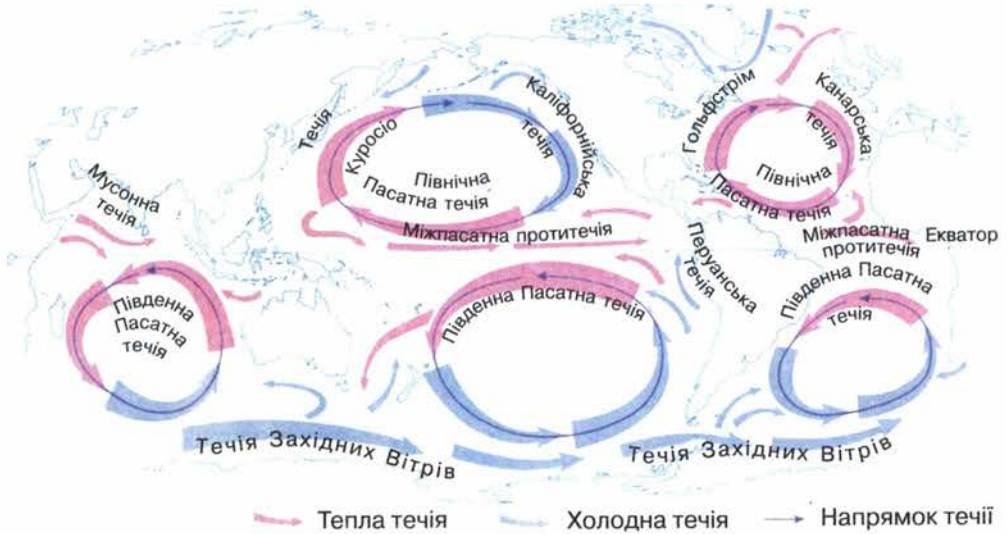 Течія
Куросіо
Каліфорнійська
течія
Гольфстрім
Канарська
течія
Мусонна
течія
Північна
Пасатна течія
Північна
Пасатна течія
Міжпасатна протитечія
Міжпасатна
протитечія
Екватор
Перуанська
течія
Південна
Пасатна
течія
Південна Пасатна течія
Південна Пасатна
течія
Течія Західних Вітрів
Течія Західних Вітрів
Тепла течія
Холодна течія
Напрямок течії